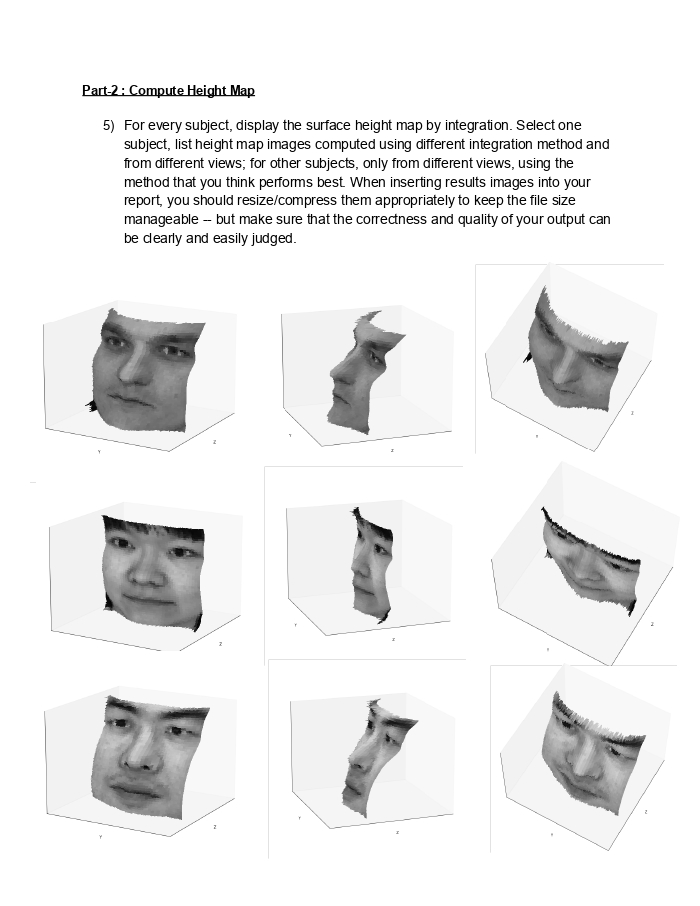 Part-2 : Compute Height Map
5) For every subject, display the surface height map by integration. Select one
subject, list height map images computed using different integration method and
from different views; for other subjects, only from different views, using the
method that you think performs best. When inserting results images into your
report, you should resize/compress them appropriately to keep the file size
manageable -- but make sure that the correctness and quality of your output can
be clearly and easily judged.
Y Z
Y Z
Y Z
Y Z
Y Z
Y Z
Y Z
Y Z
Y Z